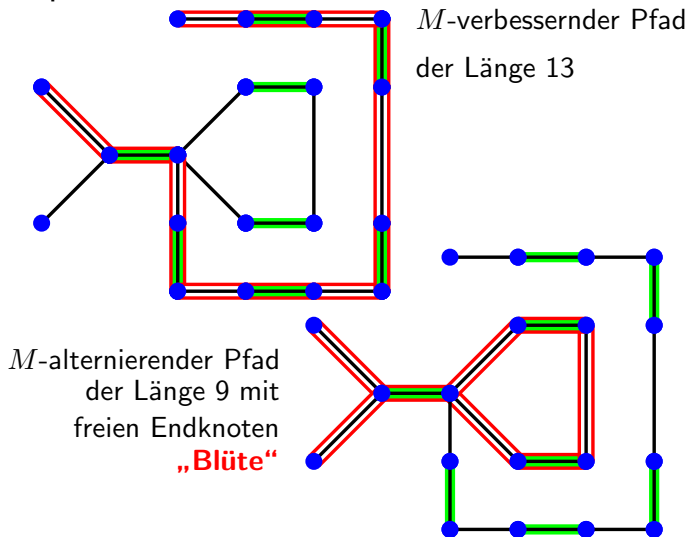 M-verbessernder Pfad
der Länge 13
M-alternierender Pfad
der Länge 9 mit
freien Endknoten
„Blüte“